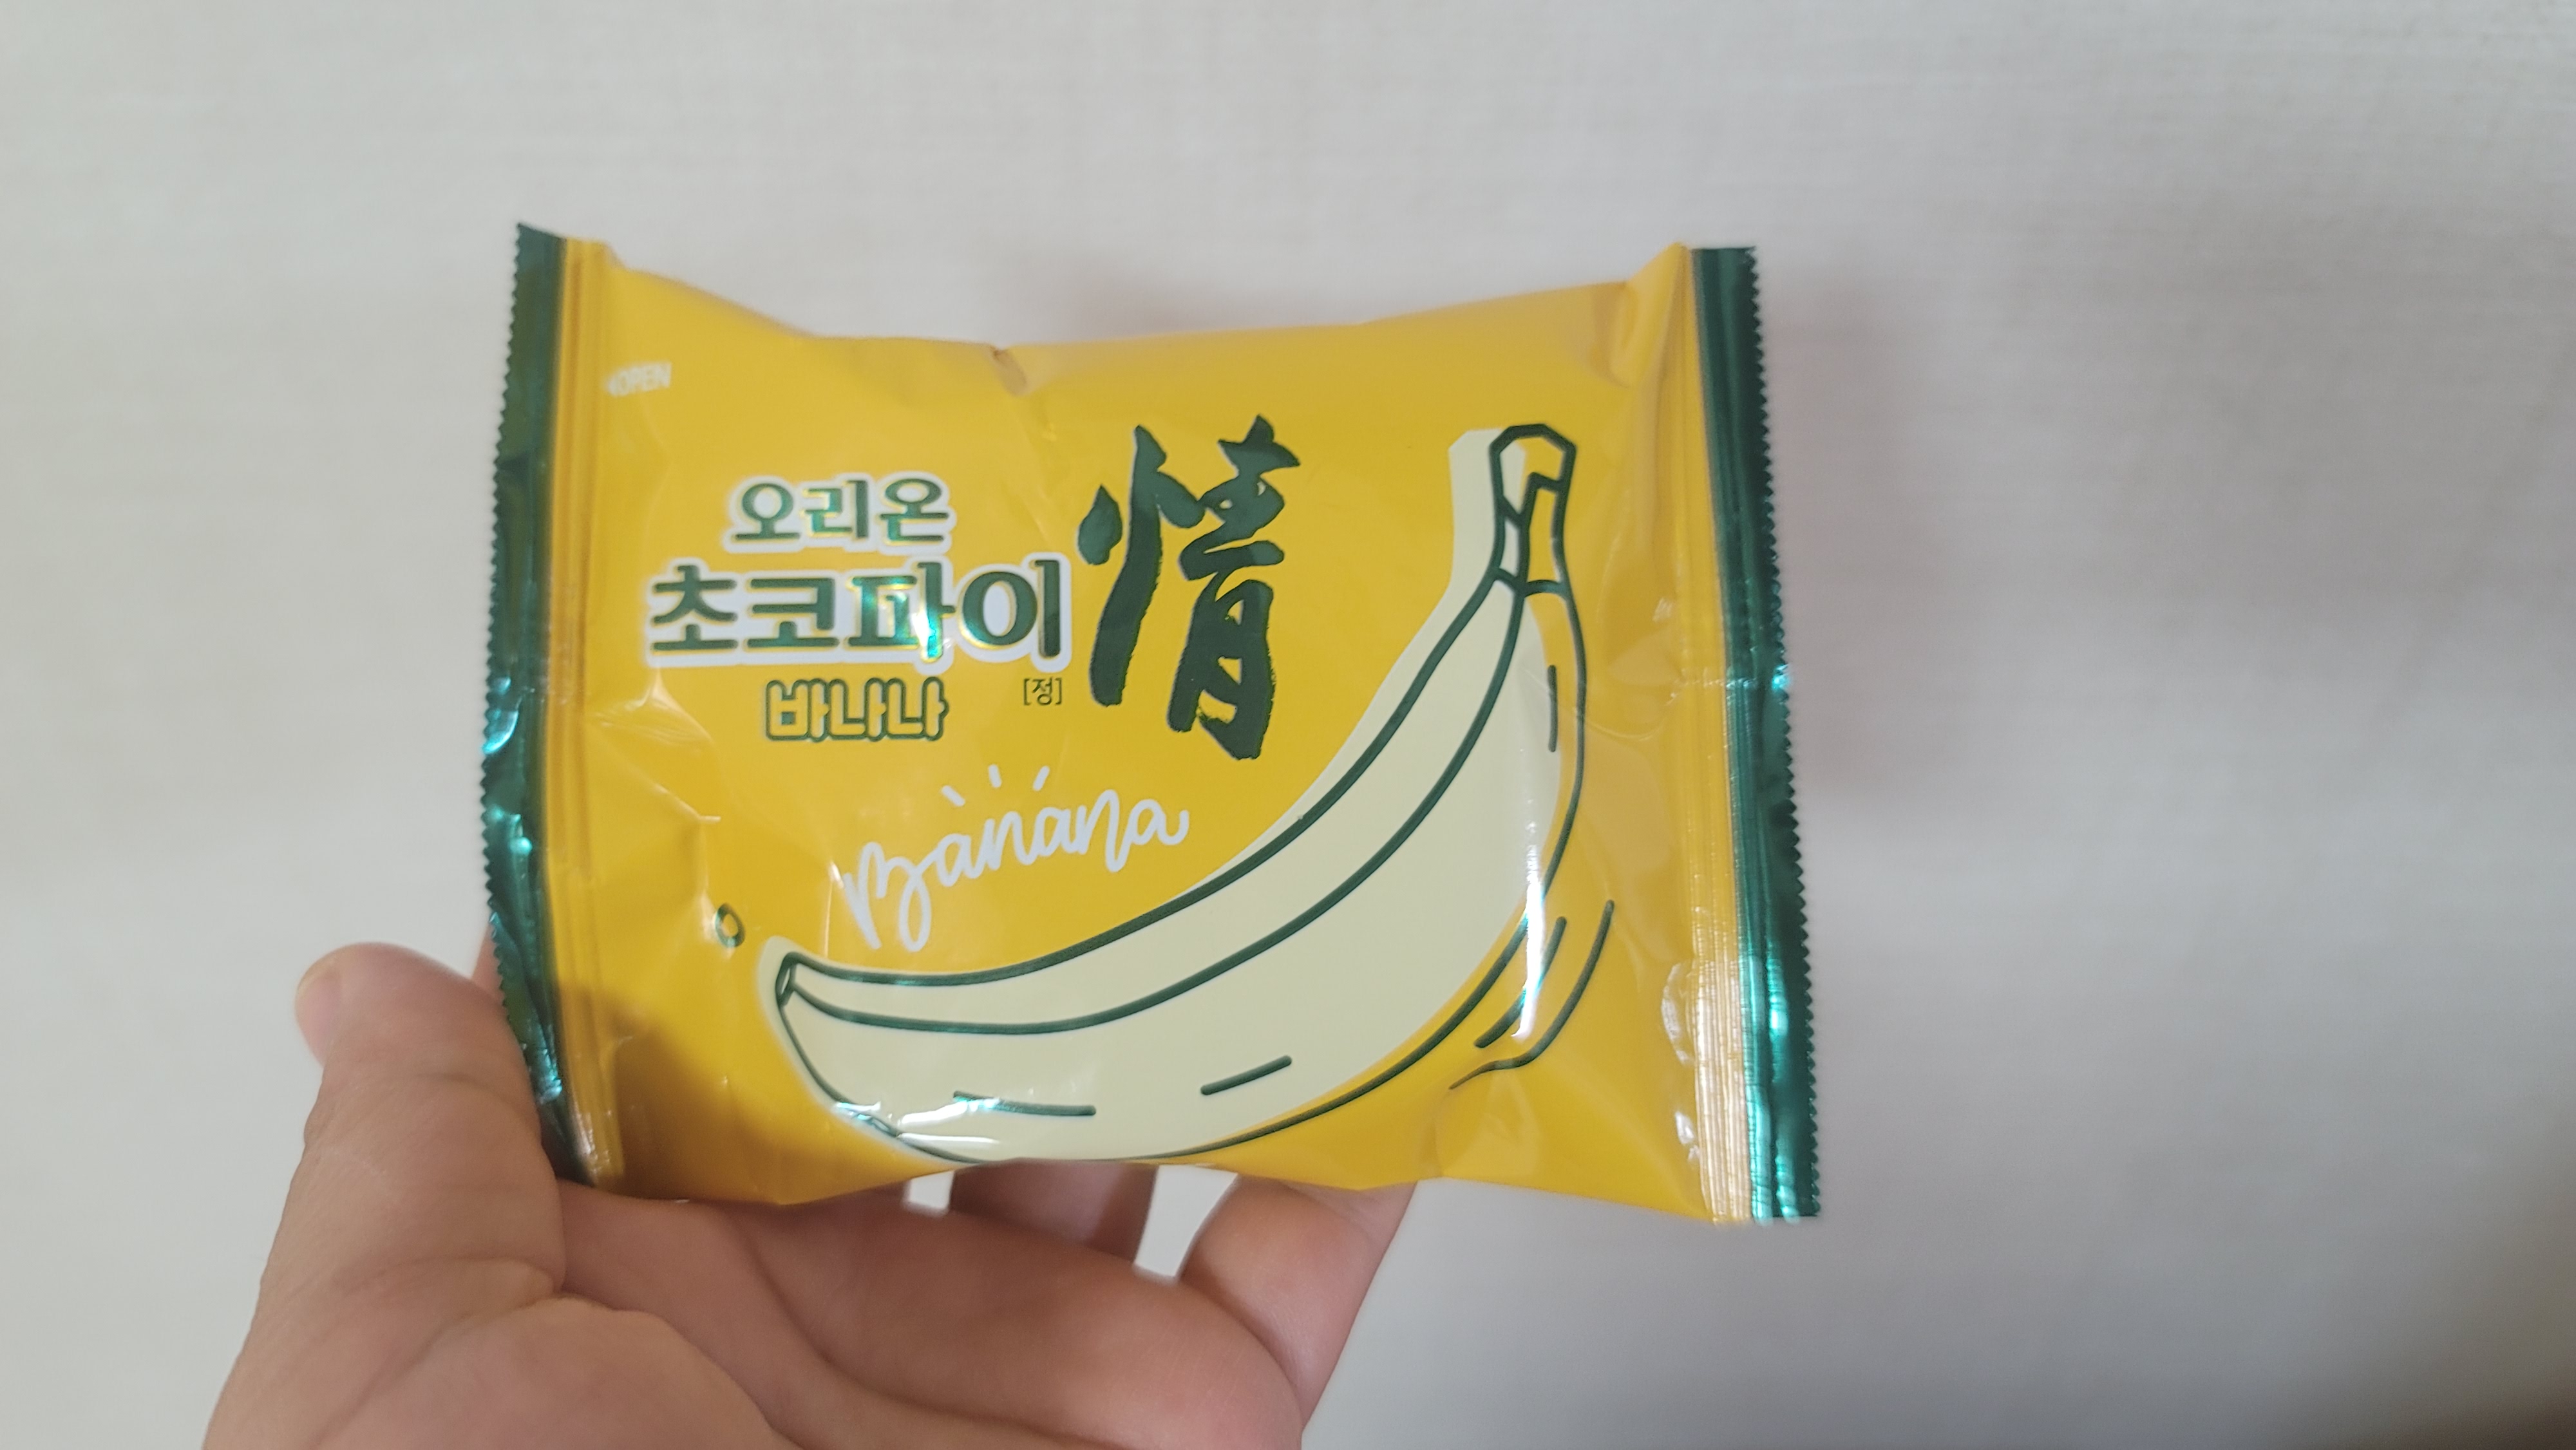 OPEN
오리온
초코파이 情
바나나 [정]
Banana